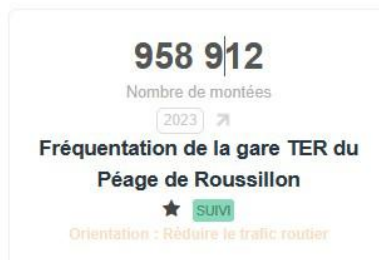 958 912
Nombre de montées
2023
Fréquentation de la gare TER du
Péage de Roussillon
SUIVI
Orientation : Réduire le trafic routier